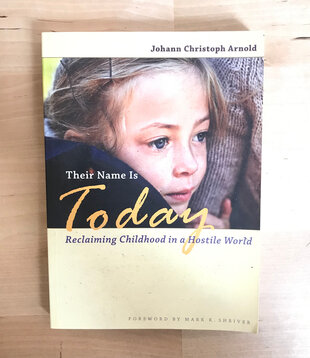 Johann Christoph Arnold
Their Name Is
Today
Reclaiming Childhood in a Hostile World
FOREWORD BY MARK K. SHRIVER